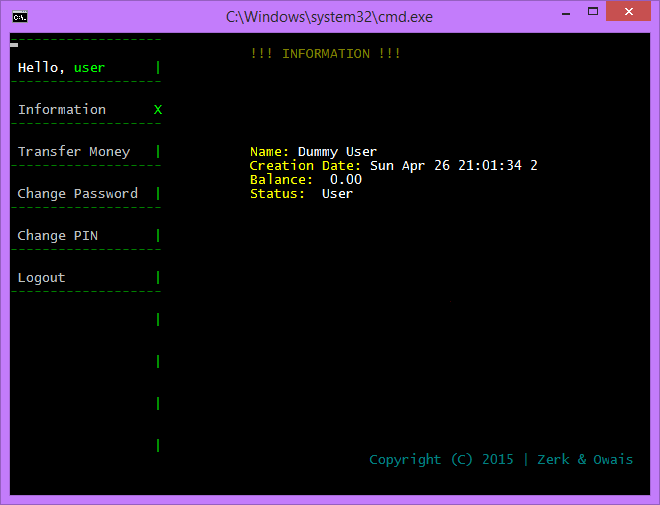 C:\Windows\system32\cmd.exe
!!! INFORMATION !!!
Hello, user |
Information X
Transfer Money |
Name: Dummy User
Creation Date: Sun Apr 26 21:01:34 2
Balance: 0.00
Change Password |
Status: User
Change PIN |
Logout |
|
|
|
|
Copyright (C) 2015 | Zerk & Owais